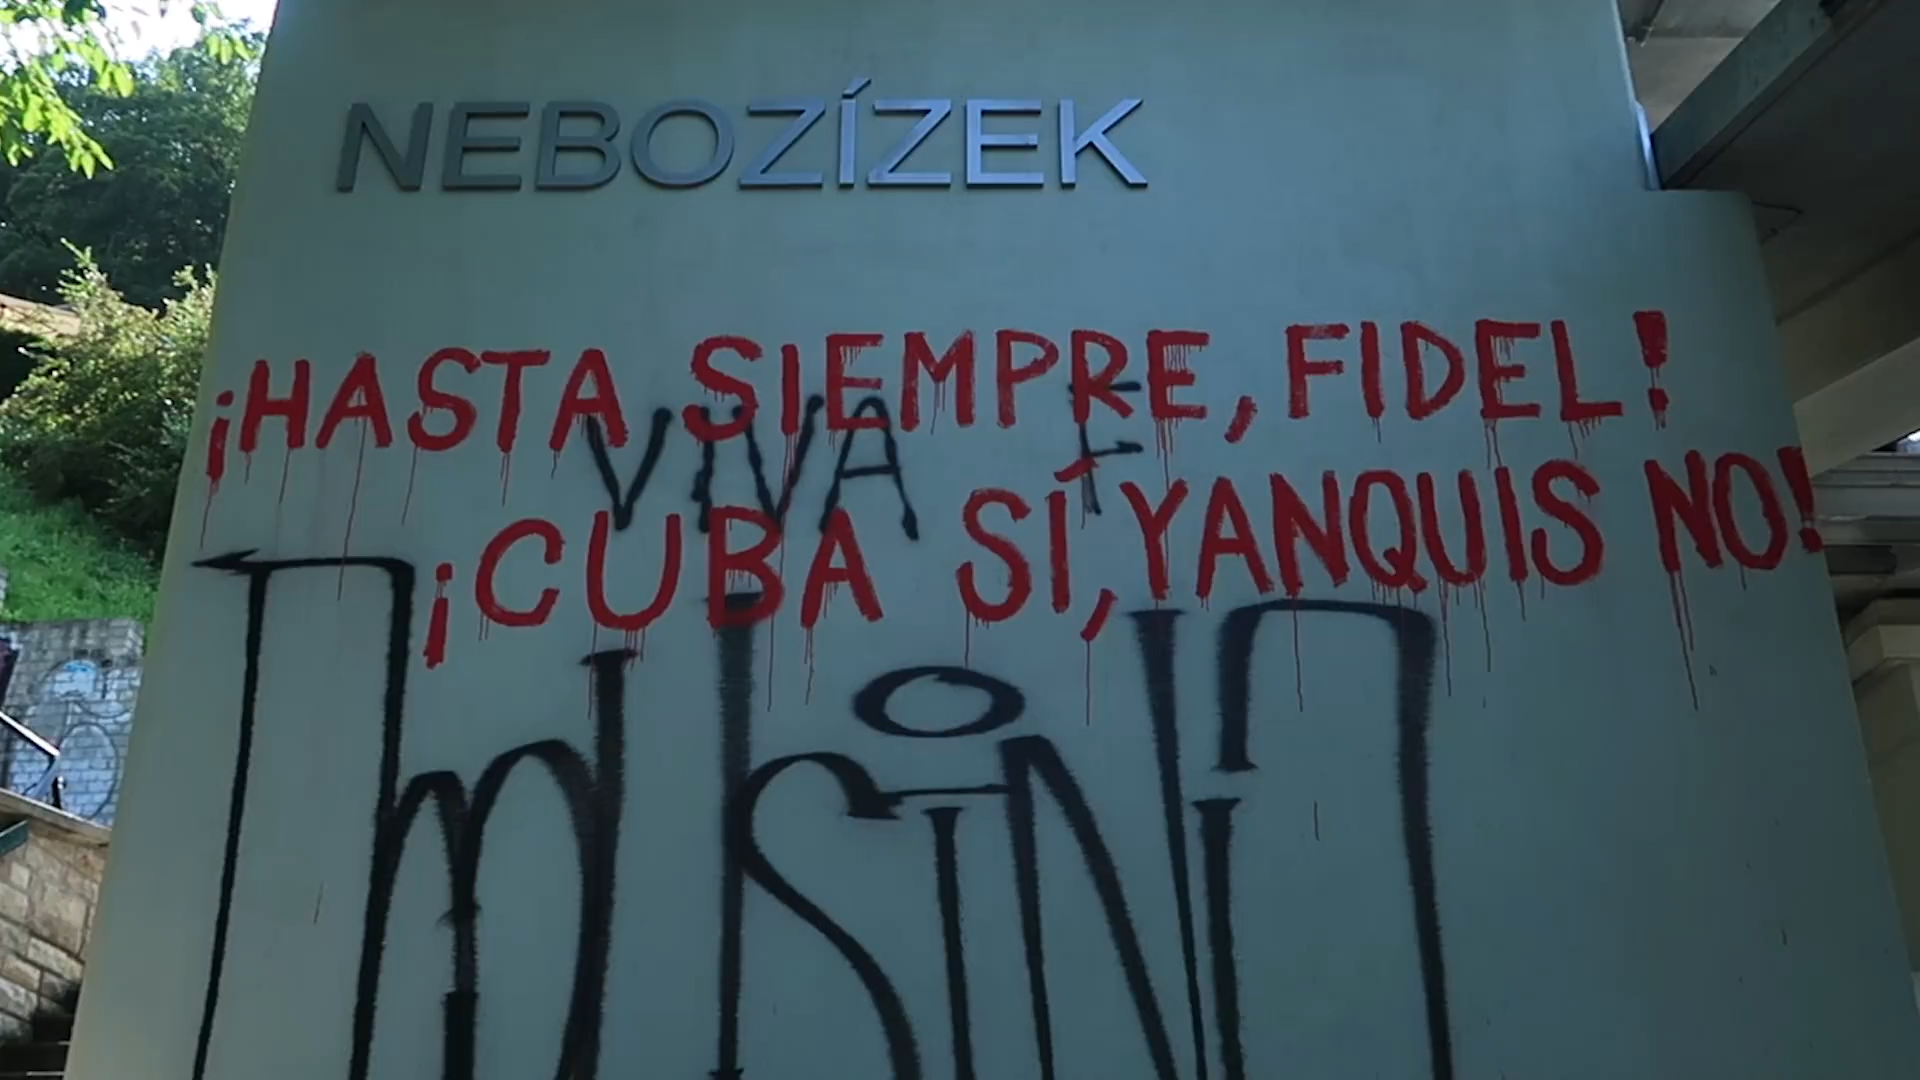 NEBOZÍZEK
¡HASTA SIEMPRE, FIDEL!
VIVA F
¡CUBA SÍ, YANQUIS NO!